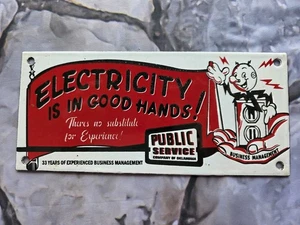 ELECTRICITY
IS IN GOOD HANDS!
Theres no substitute
for Experience!
PUBLIC
SERVICE
COMPANY OF OKLAHOMA
BUSINESS MANAGEMENT
33 YEARS OF EXPERIENCED BUSINESS MANAGEMENT